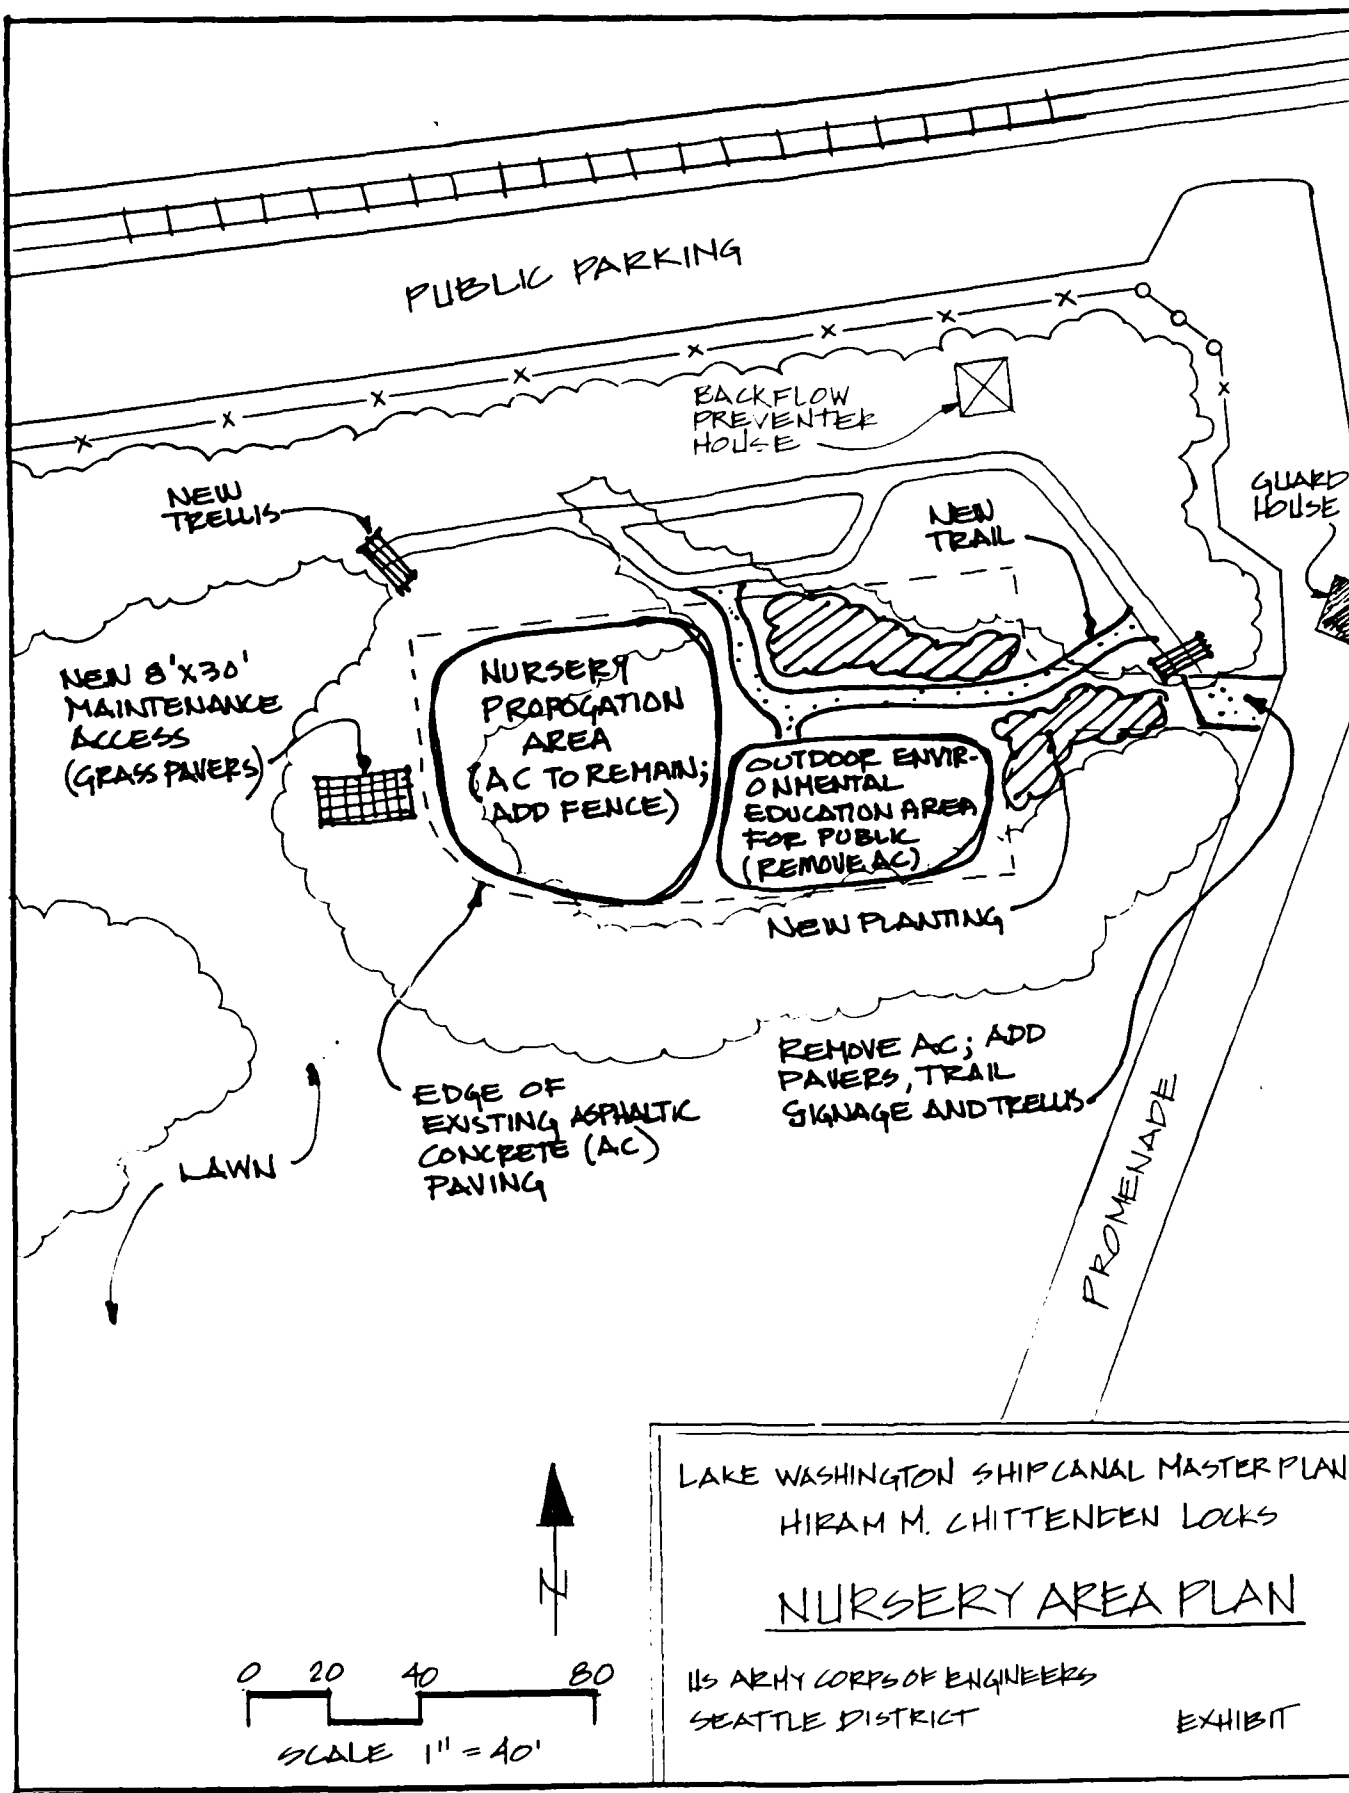 PUBLIC PARKING
BACKFLOW
PREVENTER
HOUSE
NEW
TRELLIS
NEW
TRAIL
GUARD
HOUSE
NEW 8'X30'
MAINTENANCE
ACCESS
(GRASS PAVERS)
NURSERY
PROPOGATION
AREA
(AC TO REMAIN;
ADD FENCE)
OUTDOOR ENVIR-
ONMENTAL
EDUCATION AREA
FOR PUBLIC
(REMOVE AC)
NEW PLANTING
REMOVE AC; ADD
PAVERS, TRAIL
SIGNAGE AND TRELLIS
EDGE OF
EXISTING ASPHALTIC
CONCRETE (AC)
PAVING
LAWN
PROMENADE
N
0 20 40 80
SCALE 1" = 40'
LAKE WASHINGTON SHIP CANAL MASTER PLAN
HIRAM M. CHITTENEEN LOCKS
NURSERY AREA PLAN
US ARMY CORPS OF ENGINEERS
SEATTLE DISTRICT
EXHIBIT